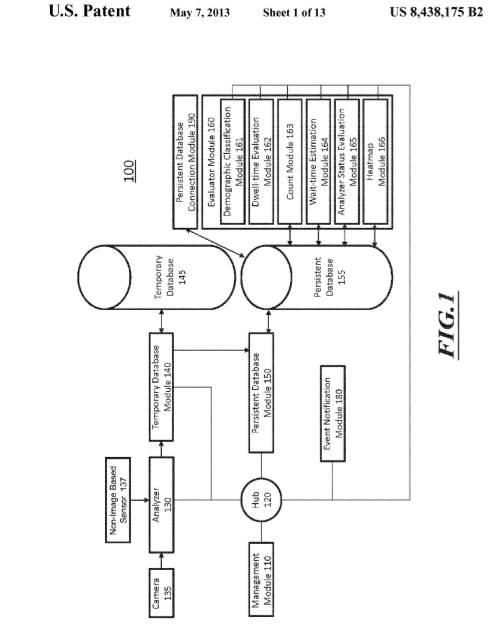 U.S. Patent
May 7, 2013
Sheet 1 of 13
US 8,438,175 B2
100
Non-Image Based
Sensor 137
Camera
135
Analyzer
130
Temporary Database
Module 140
Temporary
Database
145
Persistent Database
Connection Module 190
Evaluator Module 160
Demographic Classification
Module 161
Dwell-time Evaluation
Module 162
Count Module 163
Wait-time Estimation
Module 164
Analyzer Status Evaluation
Module 165
Heatmap
Module 166
Persistent
Database
155
Persistent Database
Module 150
Hub
120
Management
Module 110
Event Notification
Module 180
FIG.1